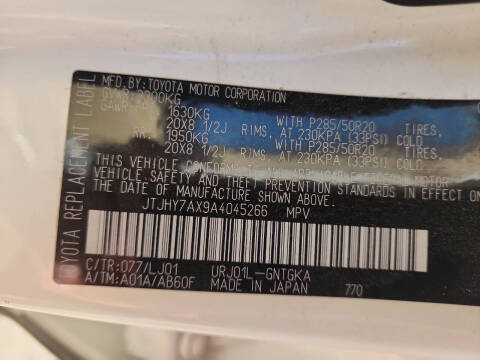 TOYOTA REPLACEMENT LABEL
MFD. BY: TOYOTA MOTOR CORPORATION
1630KG WITH P285/50R20 TIRES,
20X8 1/2J RIMS, AT 230KPA (33PSI) COLD
RR. 1950KG WITH P285/50R20 TIRES,
20X8 1/2J RIMS, AT 230KPA (33PSI) COLD
THIS VEHICLE MOTOR
VEHICLE SAFETY AND THEFT PREVENTION STANDARDS IN EFFECT ON
THE DATE OF MANUFACTURE SHOWN ABOVE.
JTJHY7AX9A4045266 MPV
C/TR:077/LJ01 URJ01L-GNTGKA
A/TM:A01A/AB60F MADE IN JAPAN 770